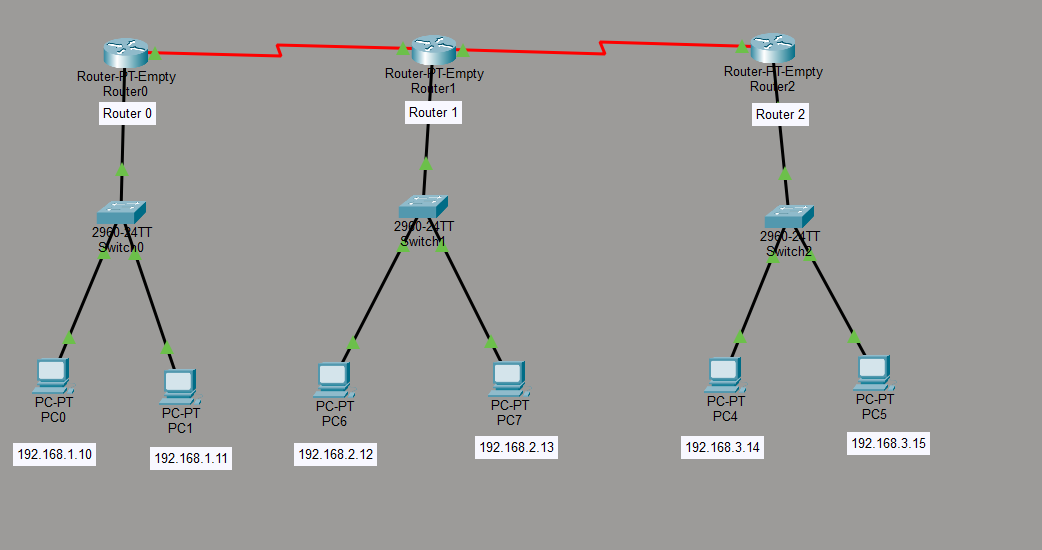 Router-PT-Empty
Router0
Router 0
Router-PT-Empty
Router1
Router 1
Router-PT-Empty
Router2
Router 2
2960-24TT
Switch0
2960-24TT
Switch1
2960-24TT
Switch2
PC-PT
PC0
PC-PT
PC1
PC-PT
PC6
PC-PT
PC7
PC-PT
PC4
PC-PT
PC5
192.168.1.10
192.168.1.11
192.168.2.12
192.168.2.13
192.168.3.14
192.168.3.15